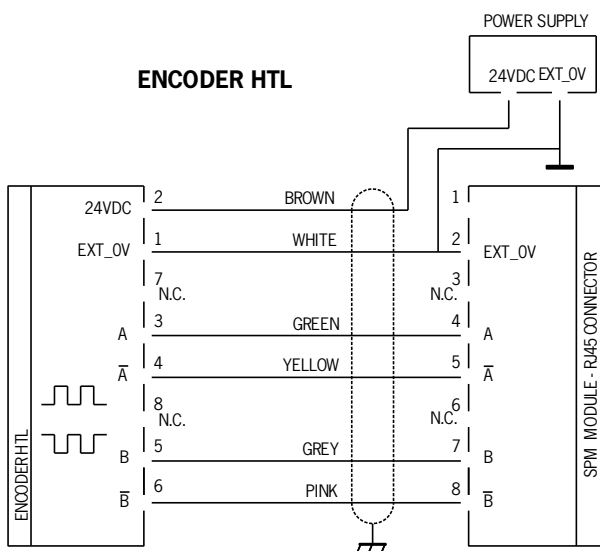 POWER SUPPLY
24VDC EXT_0V
ENCODER HTL
24VDC 2 BROWN 1
EXT_0V 1 WHITE 2 EXT_0V
7 N.C. 3 N.C.
A 3 GREEN 4 A
A̅ 4 YELLOW 5 A̅
8 N.C. 6 N.C.
B 5 GREY 7 B
B̅ 6 PINK 8 B̅
ENCODER HTL
SPM MODULE - RJ45 CONNECTOR